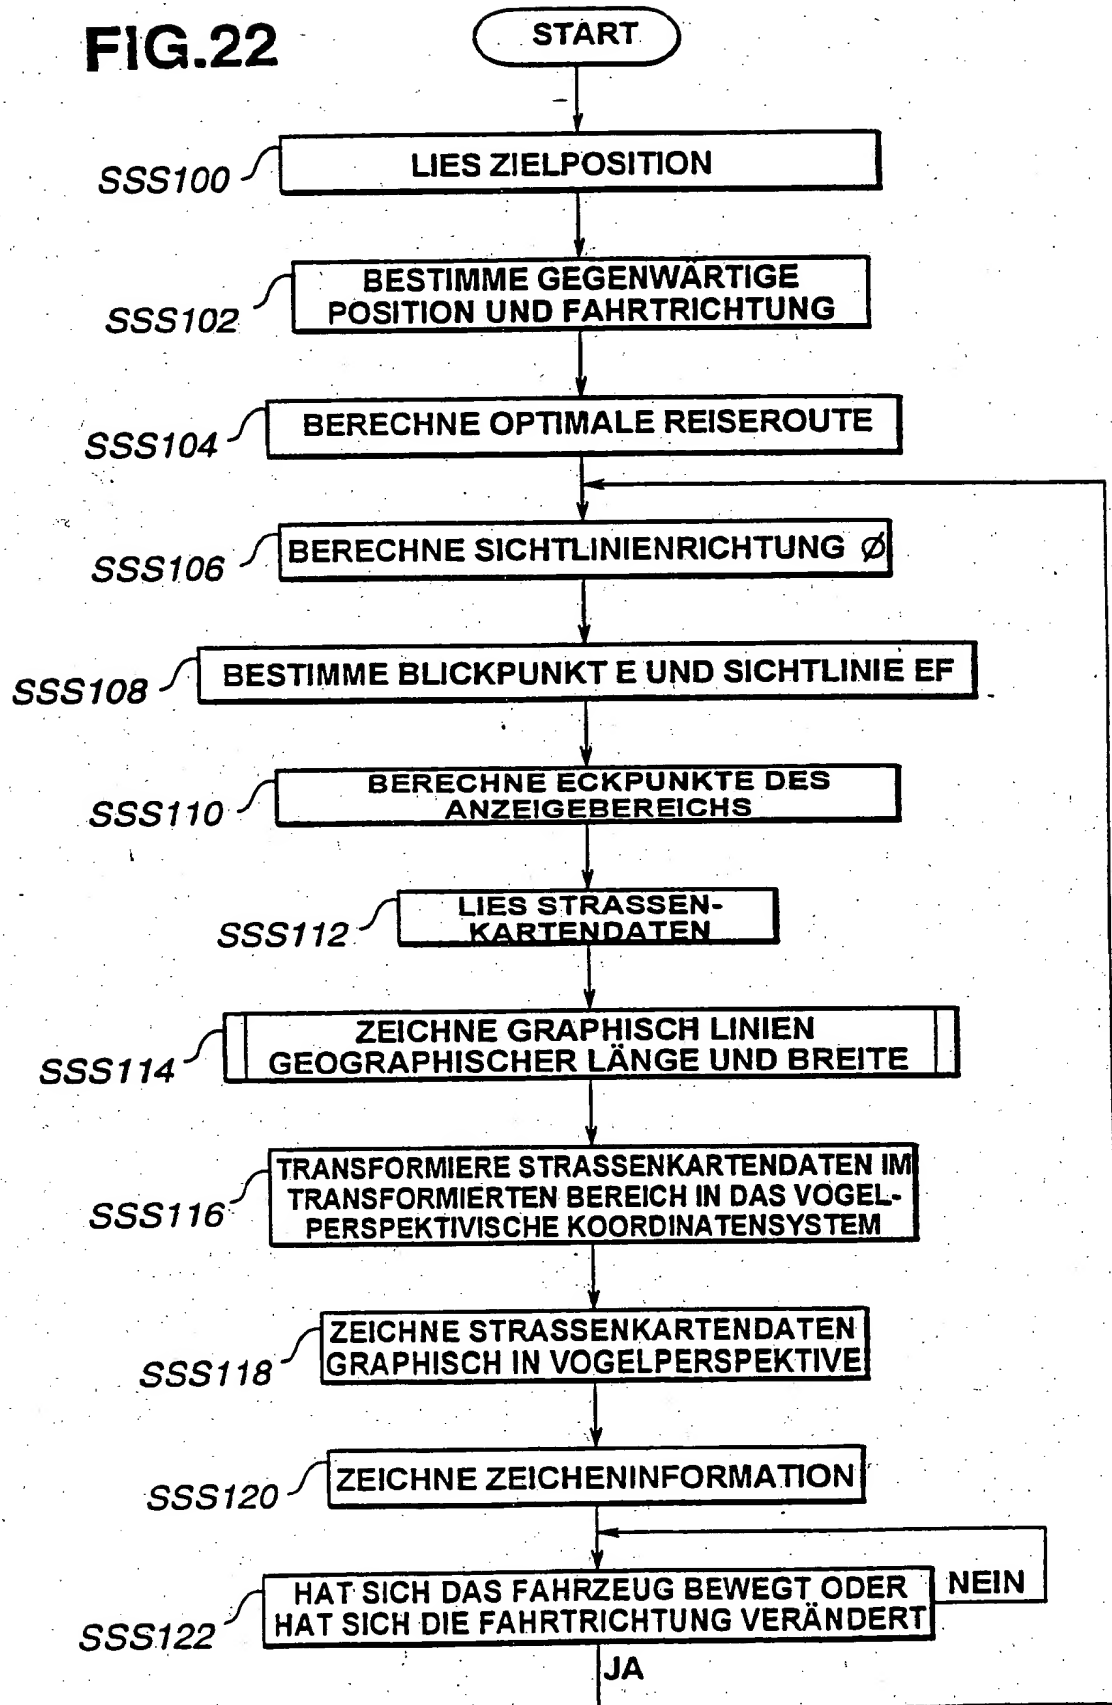 FIG.22
START
SSS100
LIES ZIELPOSITION
SSS102
BESTIMME GEGENWÄRTIGE
POSITION UND FAHRTRICHTUNG
SSS104
BERECHNE OPTIMALE REISEROUTE
SSS106
BERECHNE SICHTLINIENRICHTUNG Ø
SSS108
BESTIMME BLICKPUNKT E UND SICHTLINIE EF
SSS110
BERECHNE ECKPUNKTE DES
ANZEIGEBEREICHS
SSS112
LIES STRASSEN-
KARTENDATEN
SSS114
ZEICHNE GRAPHISCH LINIEN
GEOGRAPHISCHER LÄNGE UND BREITE
SSS116
TRANSFORMIERE STRASSENKARTENDATEN IM
TRANSFORMIERTEN BEREICH IN DAS VOGEL-
PERSPEKTIVISCHE KOORDINATENSYSTEM
SSS118
ZEICHNE STRASSENKARTENDATEN
GRAPHISCH IN VOGELPERSPEKTIVE
SSS120
ZEICHNE ZEICHENINFORMATION
SSS122
HAT SICH DAS FAHRZEUG BEWEGT ODER
HAT SICH DIE FAHRTRICHTUNG VERÄNDERT
NEIN
JA